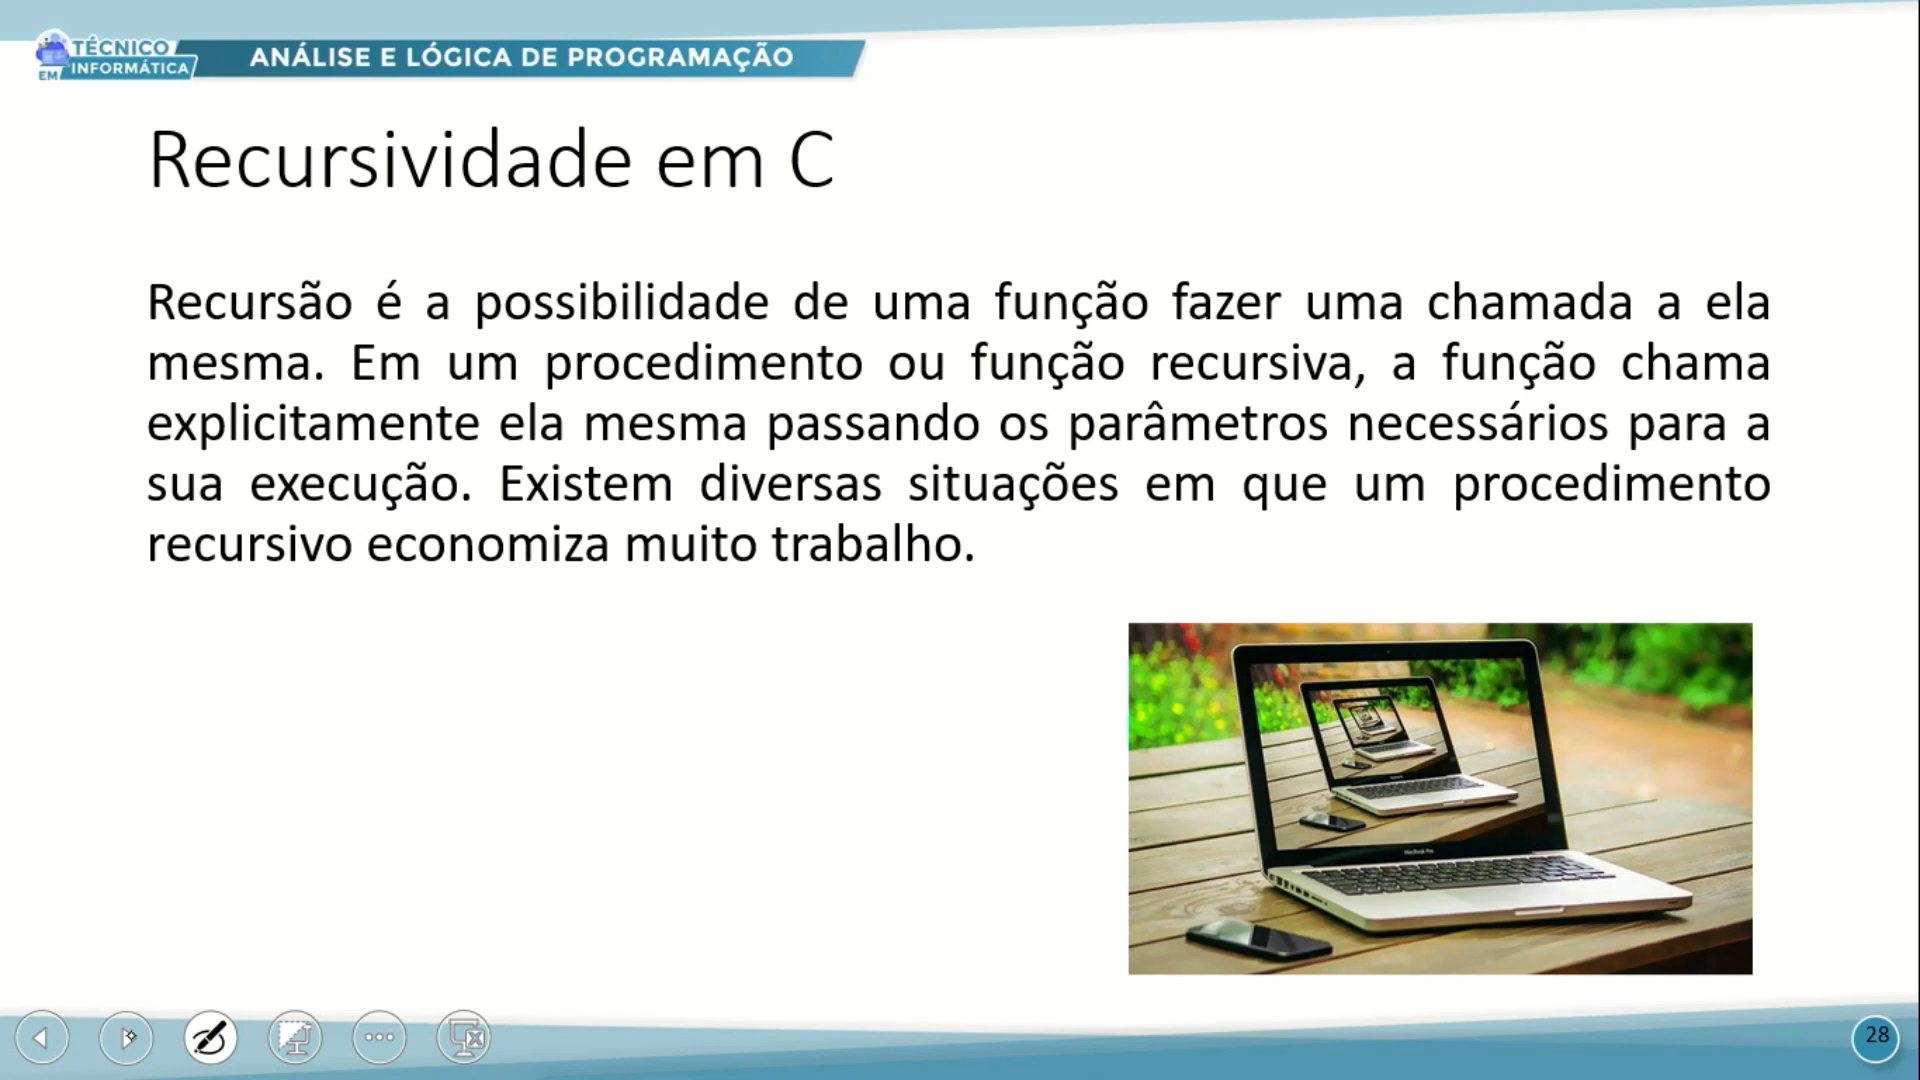 TÉCNICO
EM INFORMÁTICA
ANÁLISE E LÓGICA DE PROGRAMAÇÃO
Recursividade em C
Recursão é a possibilidade de uma função fazer uma chamada a ela
mesma. Em um procedimento ou função recursiva, a função chama
explicitamente ela mesma passando os parâmetros necessários para a
sua execução. Existem diversas situações em que um procedimento
recursivo economiza muito trabalho.
MacBook Pro
28